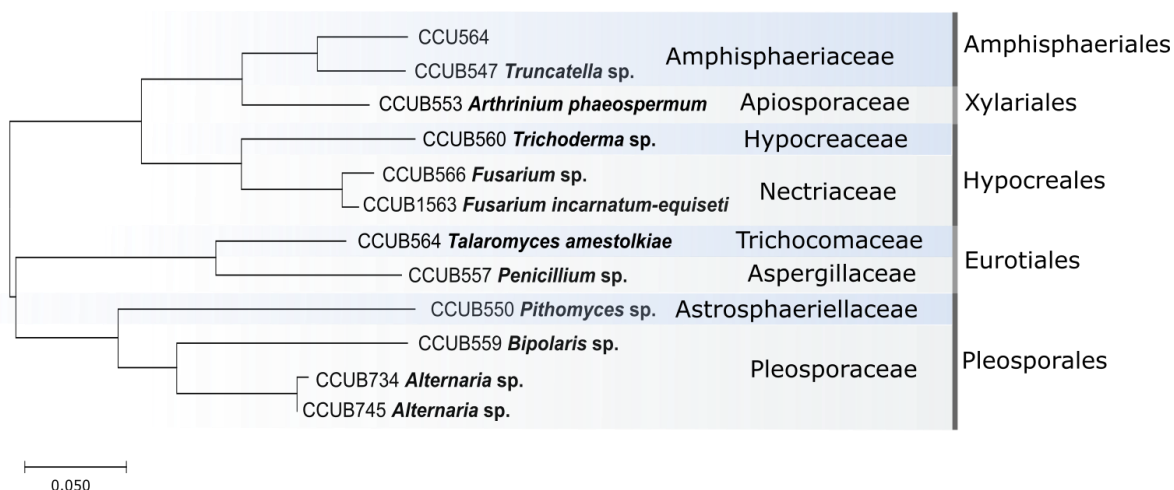 CCU564
CCUB547 Truncatella sp.
Amphisphaeriaceae
Amphisphaeriales
CCUB553 Arthrinium phaeospermum
Apiosporaceae
Xylariales
CCUB560 Trichoderma sp.
Hypocreaceae
CCUB566 Fusarium sp.
CCUB1563 Fusarium incarnatum-equiseti
Nectriaceae
Hypocreales
CCUB564 Talaromyces amestolkiae
Trichocomaceae
CCUB557 Penicillium sp.
Aspergillaceae
Eurotiales
CCUB550 Pithomyces sp.
Astrosphaeriellaceae
CCUB559 Bipolaris sp.
CCUB734 Alternaria sp.
CCUB745 Alternaria sp.
Pleosporaceae
Pleosporales
0.050